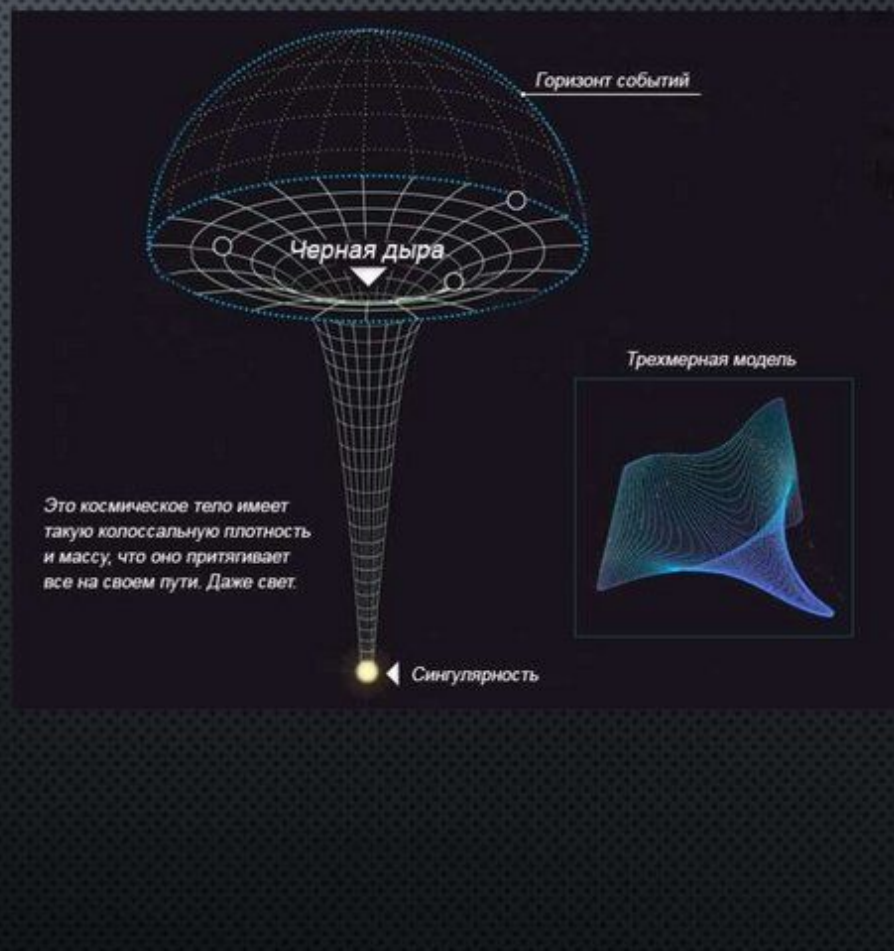 Горизонт событий
Черная дыра
Трехмерная модель
Это космическое тело имеет
такую колоссальную плотность
и массу, что оно притягивает
все на своем пути. Даже свет.
Сингулярность